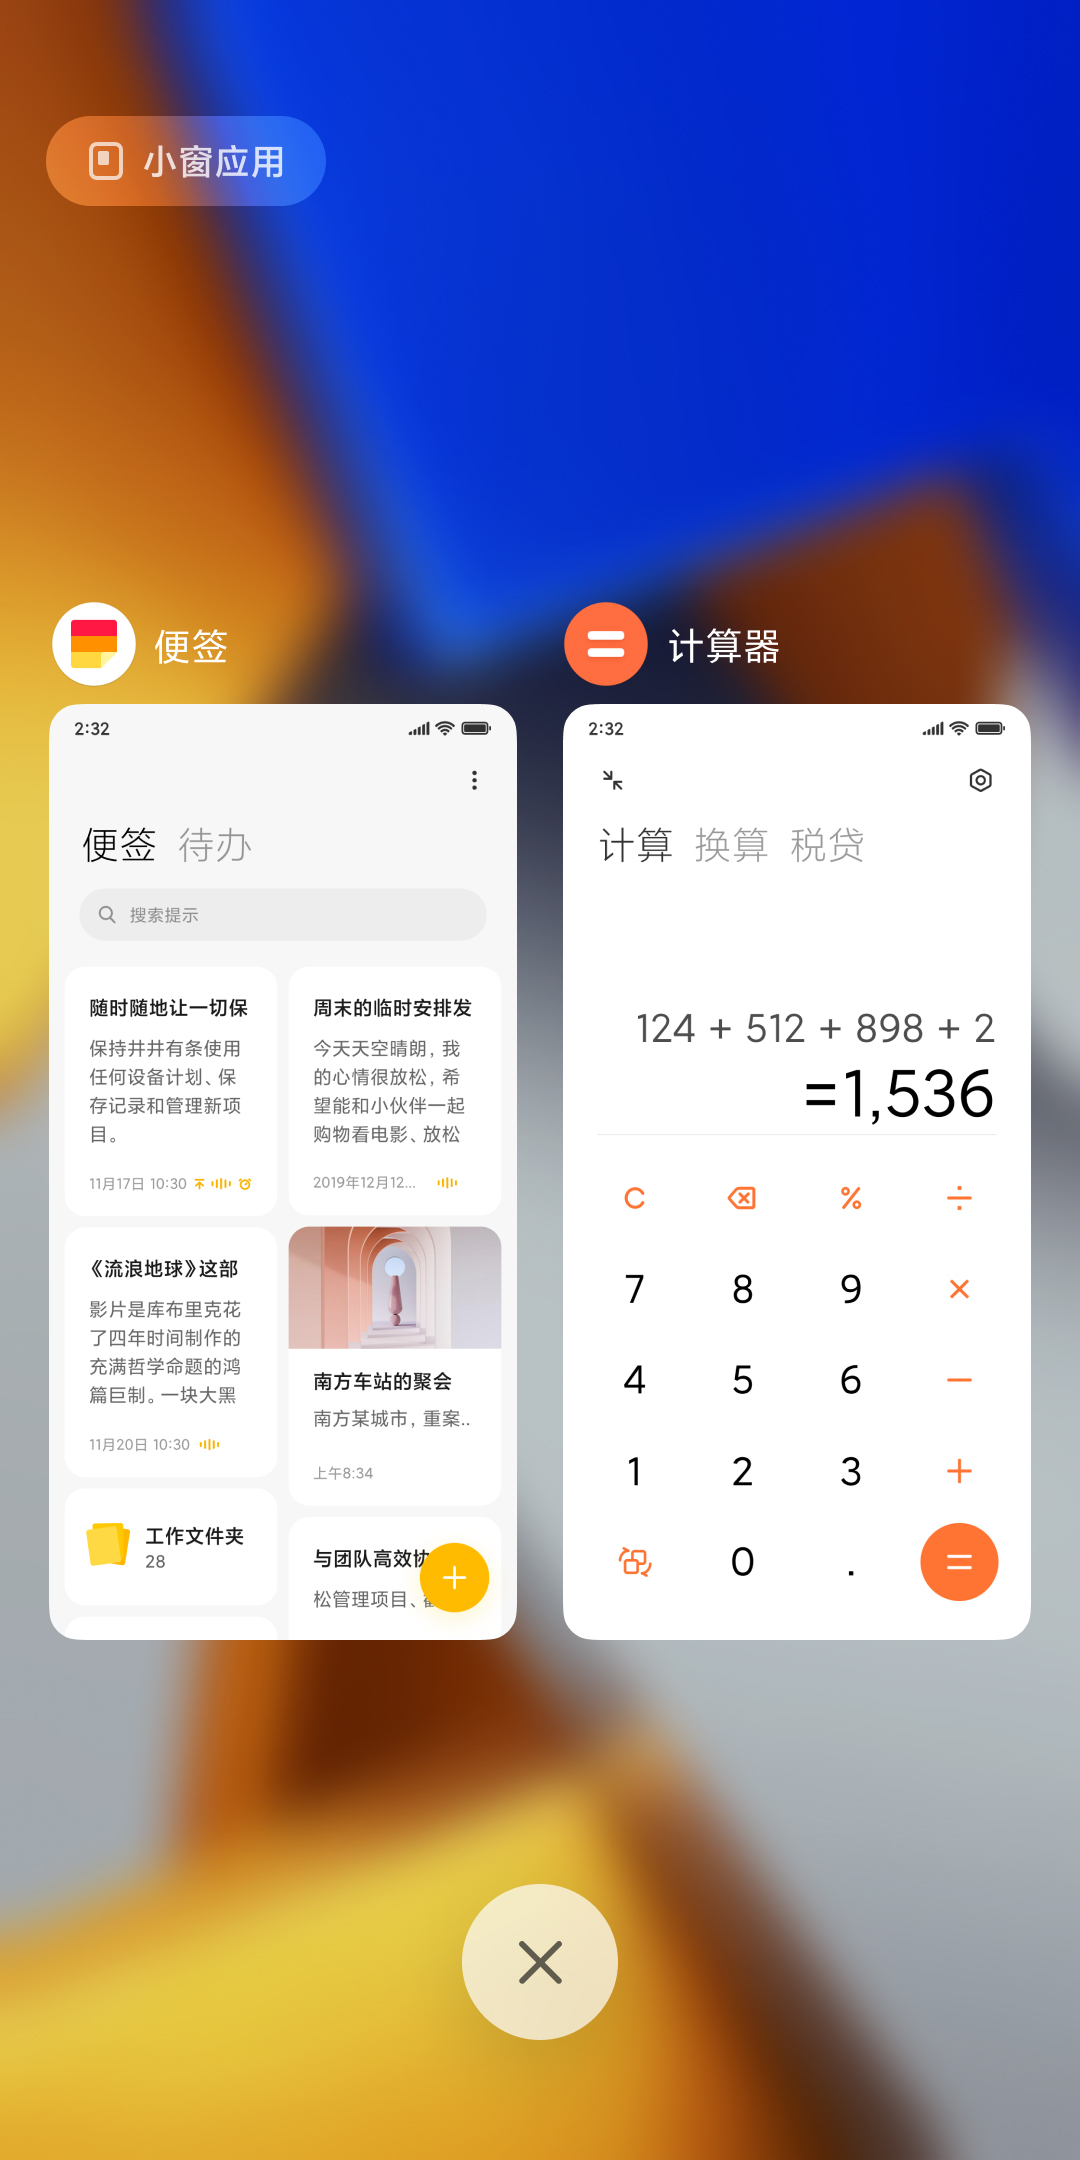 小窗应用
便签
2:32
便签 待办
搜索提示
随时随地让一切保
保持井井有条使用
任何设备计划、保
存记录和管理新项
目。
11月17日 10:30
《流浪地球》这部
影片是库布里克花
了四年时间制作的
充满哲学命题的鸿
篇巨制。一块大黑
11月20日 10:30
工作文件夹
28
周末的临时安排发
今天天空晴朗，我
的心情很放松，希
望能和小伙伴一起
购物看电影、放松
2019年12月12...
南方车站的聚会
南方某城市，重案..
上午8:34
与团队高效协
松管理项目、
计算器
2:32
计算 换算 税贷
124 + 512 + 898 + 2
=1,536
C % ÷
7 8 9 ×
4 5 6 −
1 2 3 +
0 . =